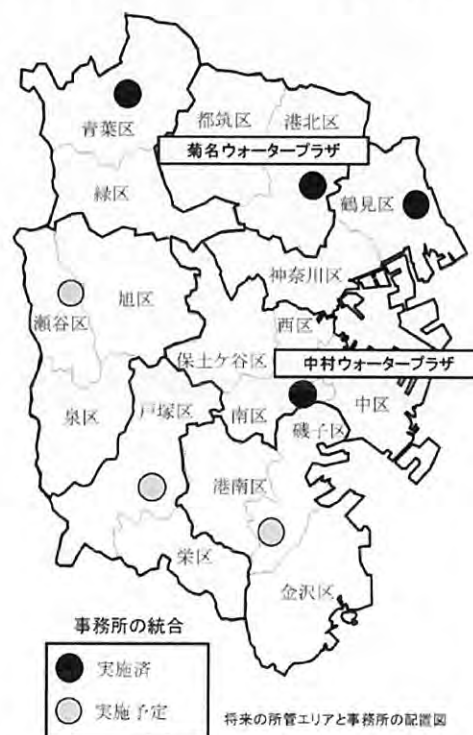 青葉区
都筑区
港北区
菊名ウォータープラザ
緑区
鶴見区
神奈川区
旭区
瀬谷区
西区
保土ケ谷区
中村ウォータープラザ
泉区
戸塚区
南区
中区
磯子区
港南区
栄区
金沢区
事務所の統合
実施済
実施予定
将来の所管エリアと事務所の配置図